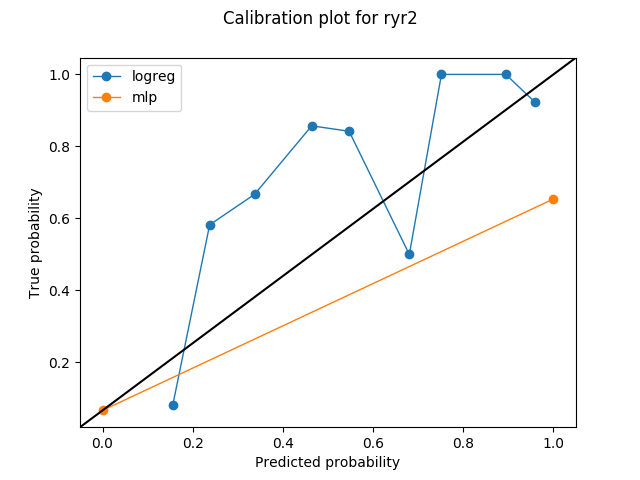 Calibration plot for ryr2
logreg
mlp
True probability
1.0
0.8
0.6
0.4
0.2
0.0 0.2 0.4 0.6 0.8 1.0
Predicted probability